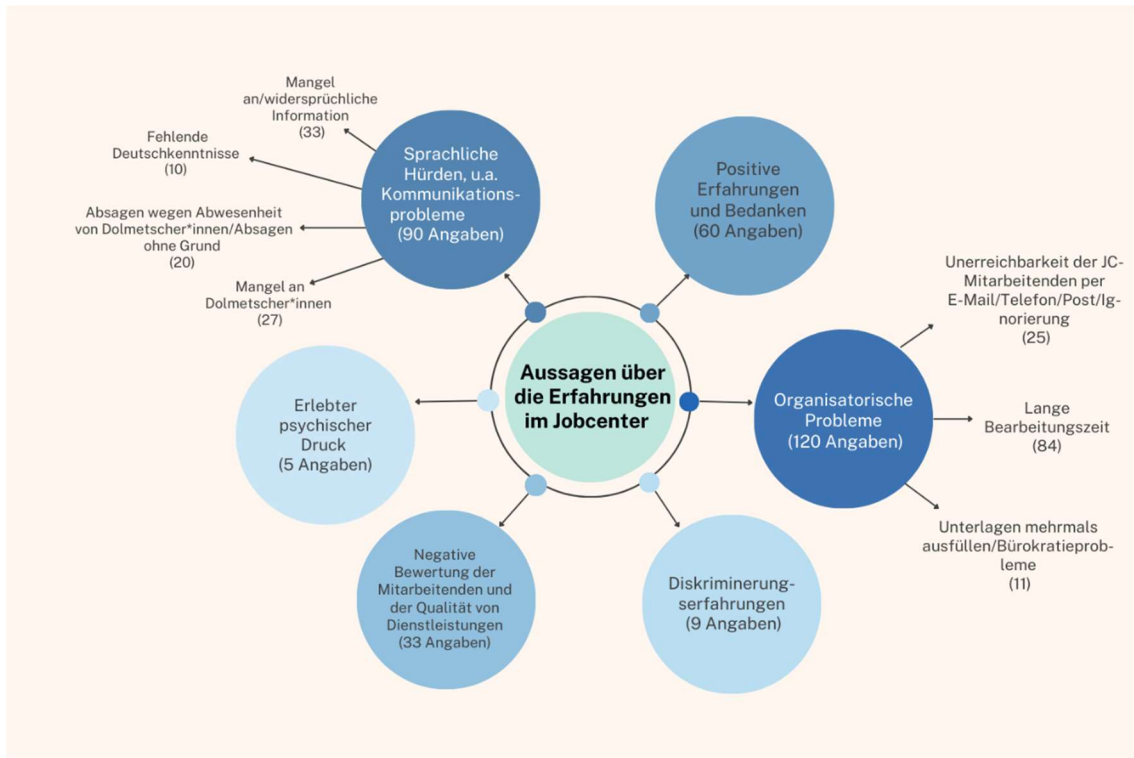 Mangel
an/widersprüchliche
Information
(33)
Fehlende
Deutschkenntnisse
(10)
Absagen wegen Abwesenheit
von Dolmetscher*innen/Absagen
ohne Grund
(20)
Mangel an
Dolmetscher*innen
(27)
Sprachliche
Hürden, u.a.
Kommunikations-
probleme
(90 Angaben)
Positive
Erfahrungen
und Bedanken
(60 Angaben)
Unerreichbarkeit der JC-
Mitarbeitenden per
E-Mail/Telefon/Post/Ig-
norierung
(25)
Aussagen über
die Erfahrungen
im Jobcenter
Organisatorische
Probleme
(120 Angaben)
Lange
Bearbeitungszeit
(84)
Unterlagen mehrmals
ausfüllen/Bürokratieprob-
leme
(11)
Erlebter
psychischer
Druck
(5 Angaben)
Negative
Bewertung der
Mitarbeitenden und
der Qualität von
Dienstleistungen
(33 Angaben)
Diskriminerung-
serfahrungen
(9 Angaben)